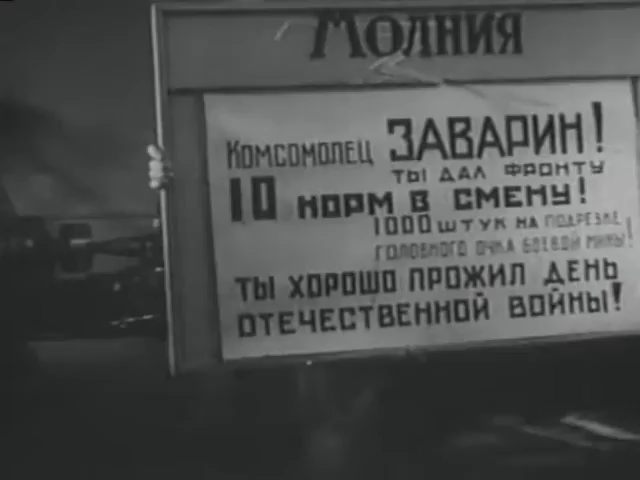 Молния
Комсомолец ЗАВАРИН!
ТЫ ДАЛ ФРОНТУ
10 НОРМ В СМЕНУ!
1000 ШТУК НА ПОДРЕЗКЕ
ГОЛОВНОГО ОЧКА БОЕВОЙ МИНЫ!
ТЫ ХОРОШО ПРОЖИЛ ДЕНЬ
ОТЕЧЕСТВЕННОЙ ВОЙНЫ!